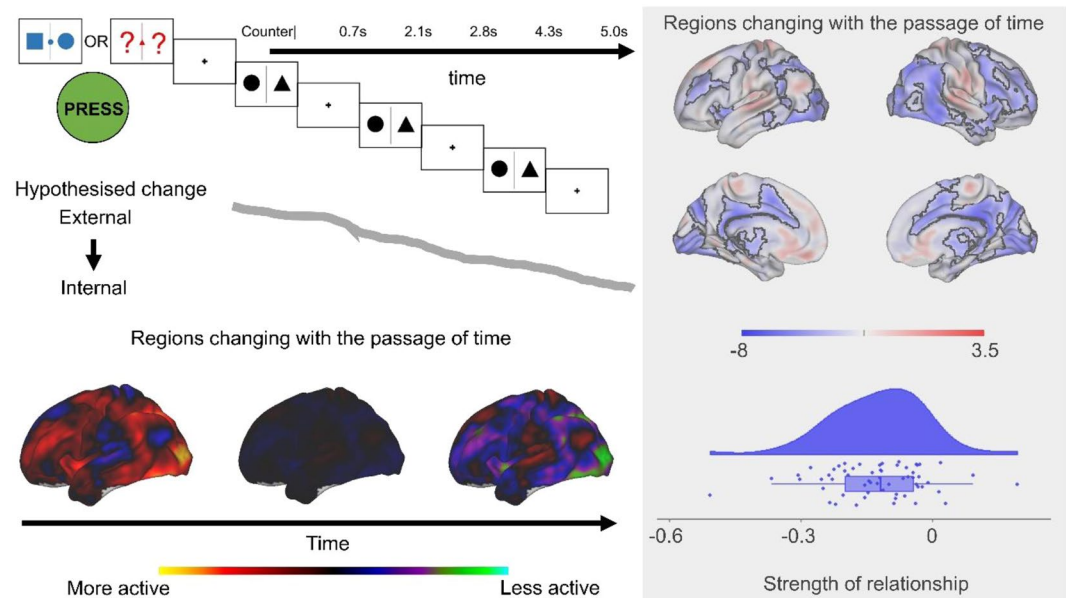 OR
? ?
PRESS
Counter| 0.7s 2.1s 2.8s 4.3s 5.0s
time
Hypothesised change
External
Internal
Regions changing with the passage of time
Time
More active Less active
Regions changing with the passage of time
-8 3.5
-0.6 -0.3 0
Strength of relationship